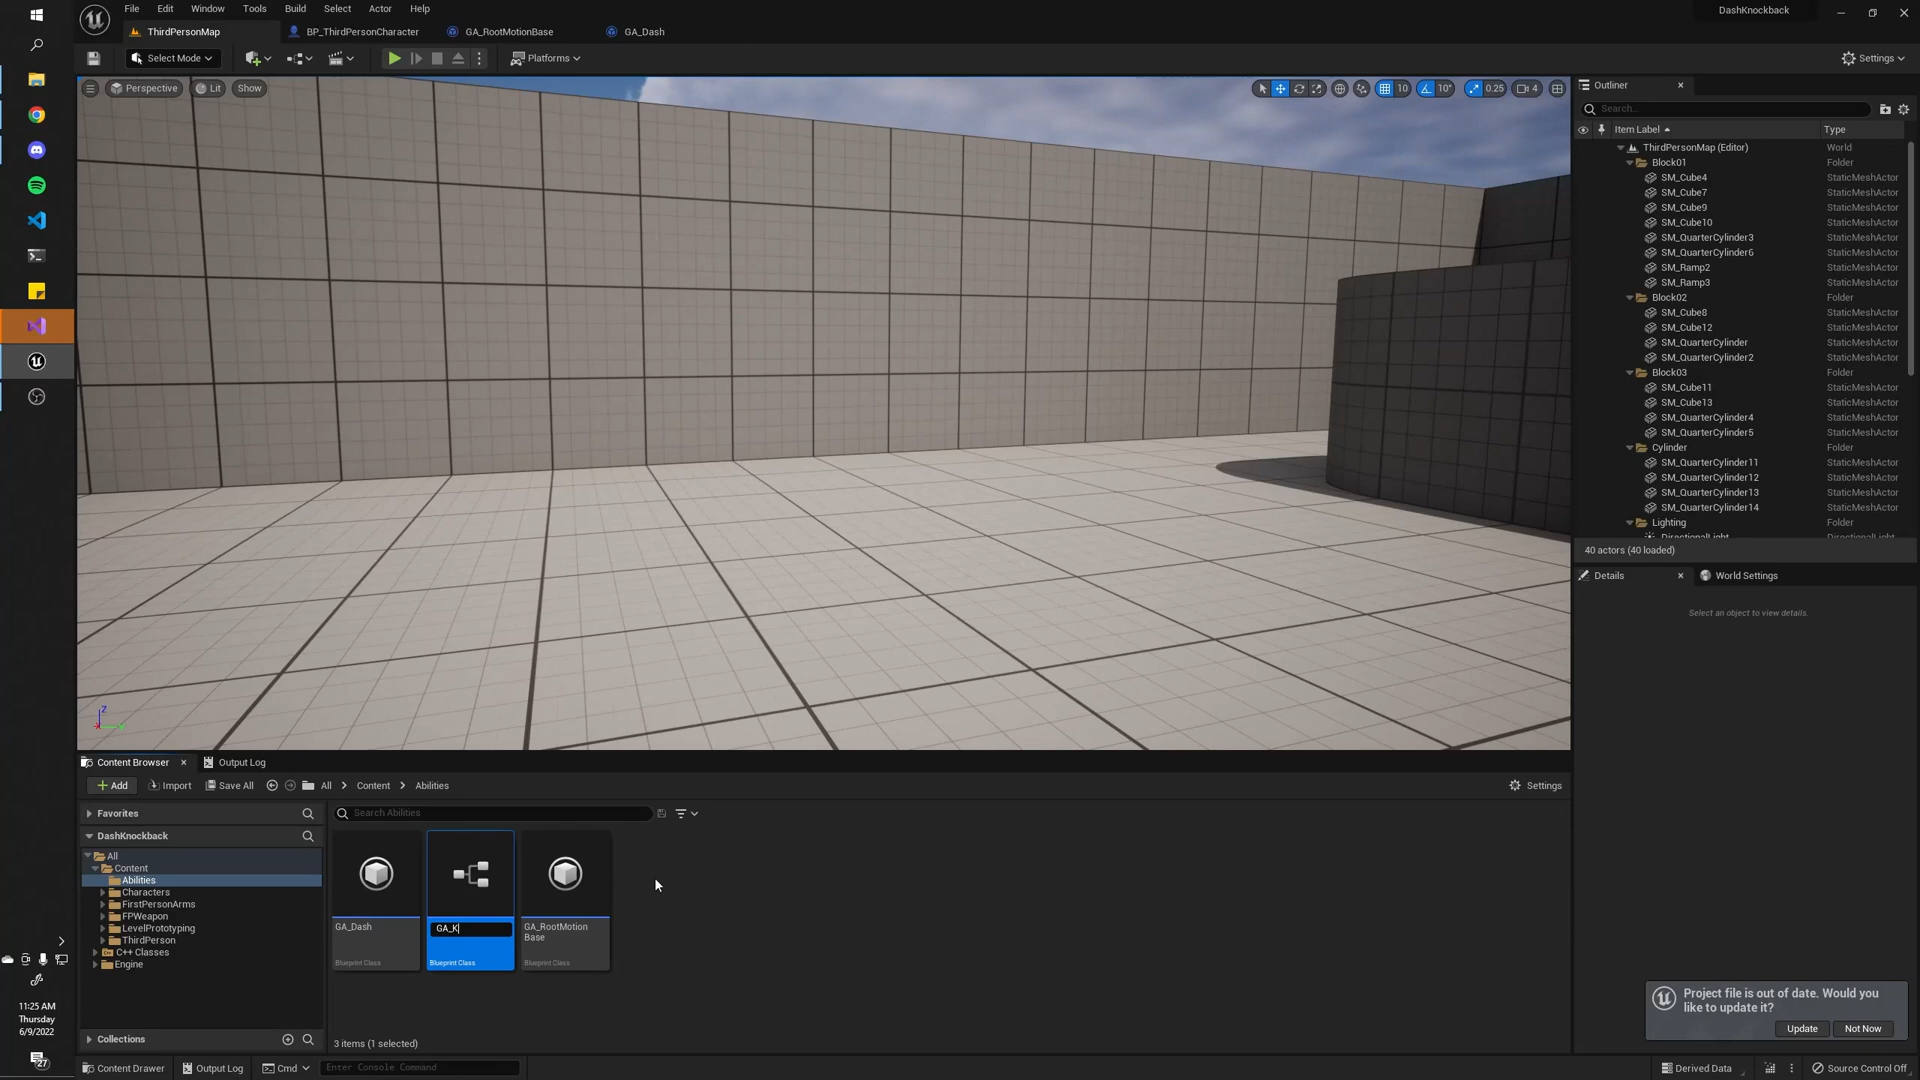 File Edit Window Tools Build Select Actor Help
DashKnockback
ThirdPersonMap BP_ThirdPersonCharacter GA_RootMotionBase GA_Dash
Select Mode Platforms Settings
Perspective Lit Show 10 10° 0.25 4
Outliner
Search...
Item Label Type
ThirdPersonMap (Editor) World
Block01 Folder
SM_Cube4 StaticMeshActor
SM_Cube7 StaticMeshActor
SM_Cube9 StaticMeshActor
SM_Cube10 StaticMeshActor
SM_QuarterCylinder3 StaticMeshActor
SM_QuarterCylinder6 StaticMeshActor
SM_Ramp2 StaticMeshActor
SM_Ramp3 StaticMeshActor
Block02 Folder
SM_Cube8 StaticMeshActor
SM_Cube12 StaticMeshActor
SM_QuarterCylinder StaticMeshActor
SM_QuarterCylinder2 StaticMeshActor
Block03 Folder
SM_Cube11 StaticMeshActor
SM_Cube13 StaticMeshActor
SM_QuarterCylinder4 StaticMeshActor
SM_QuarterCylinder5 StaticMeshActor
Cylinder Folder
SM_QuarterCylinder11 StaticMeshActor
SM_QuarterCylinder12 StaticMeshActor
SM_QuarterCylinder13 StaticMeshActor
SM_QuarterCylinder14 StaticMeshActor
Lighting Folder
DirectionalLight DirectionalLight
40 actors (40 loaded)
Details World Settings
Select an object to view details.
Z
Content Browser Output Log
Add Import Save All All Content Abilities Settings
Favorites
DashKnockback
All
Content
Abilities
Characters
FirstPersonArms
FPWeapon
LevelPrototyping
ThirdPerson
C++ Classes
Engine
Collections
Search Abilities
GA_Dash
Blueprint Class
GA_K
Blueprint Class
GA_RootMotion
Base
Blueprint Class
3 items (1 selected)
Project file is out of date. Would you
like to update it?
Update Not Now
11:25 AM
Thursday
6/9/2022
27
Content Drawer Output Log Cmd Enter Console Command Derived Data Source Control Off